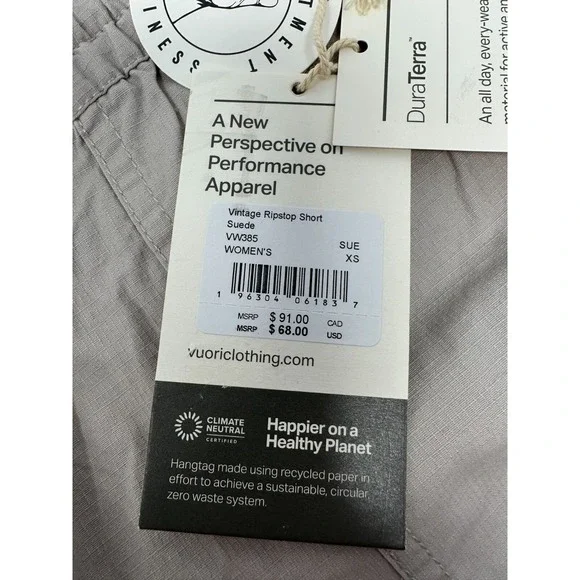 TMENT
INESS
DuraTerra™
An all day, every-wea
material for active an
A New
Perspective on
Performance
Apparel
Vintage Ripstop Short
Suede
VW385 SUE
WOMEN'S XS
1 96304 06183 7
MSRP $ 91.00 CAD
MSRP $ 68.00 USD
vuoriclothing.com
CLIMATE
NEUTRAL
CERTIFIED
Happier on a
Healthy Planet
Hangtag made using recycled paper in
effort to achieve a sustainable, circular,
zero waste system.